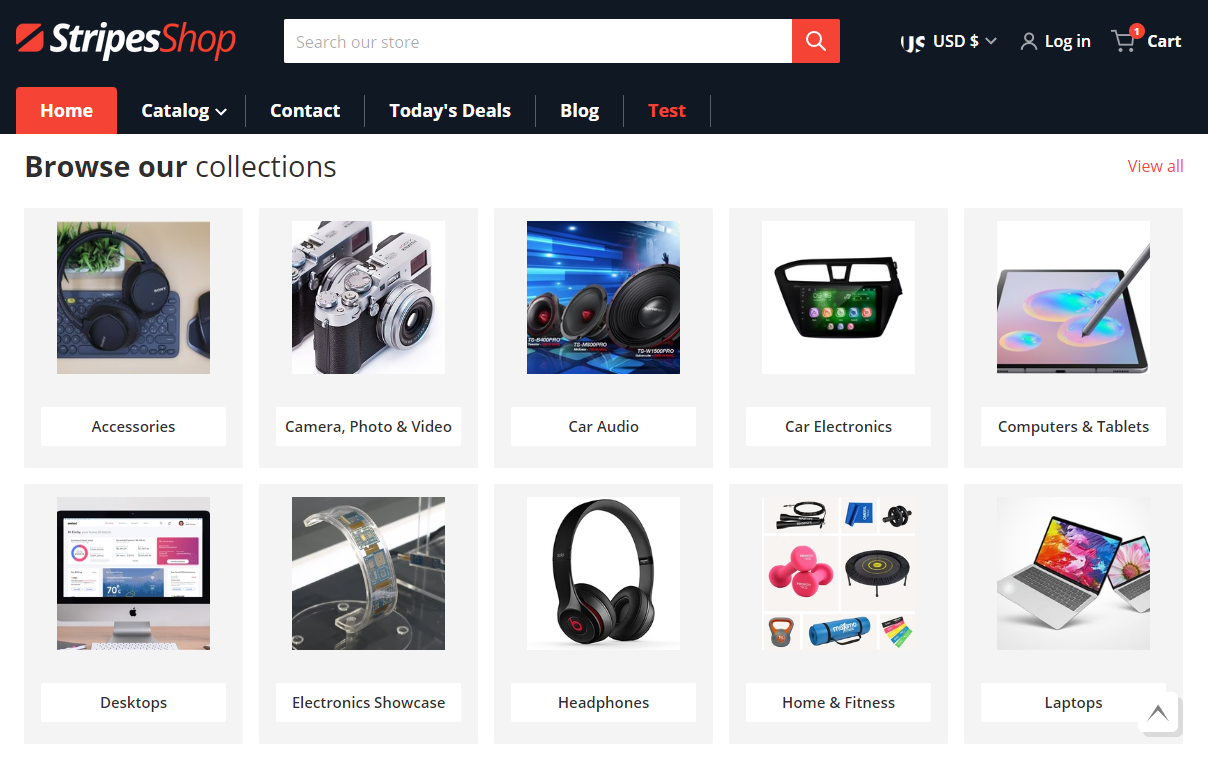 StripesShop
Search our store
USD $
Log in
1
Cart
Home
Catalog
Contact
Today's Deals
Blog
Test
Browse our collections
View all
SONY
TS-B400PRO
TS-M800PRO
TS-W1500PRO
Accessories
Camera, Photo & Video
Car Audio
Car Electronics
Computers & Tablets
70°
Desktops
Electronics Showcase
Headphones
Home & Fitness
Laptops